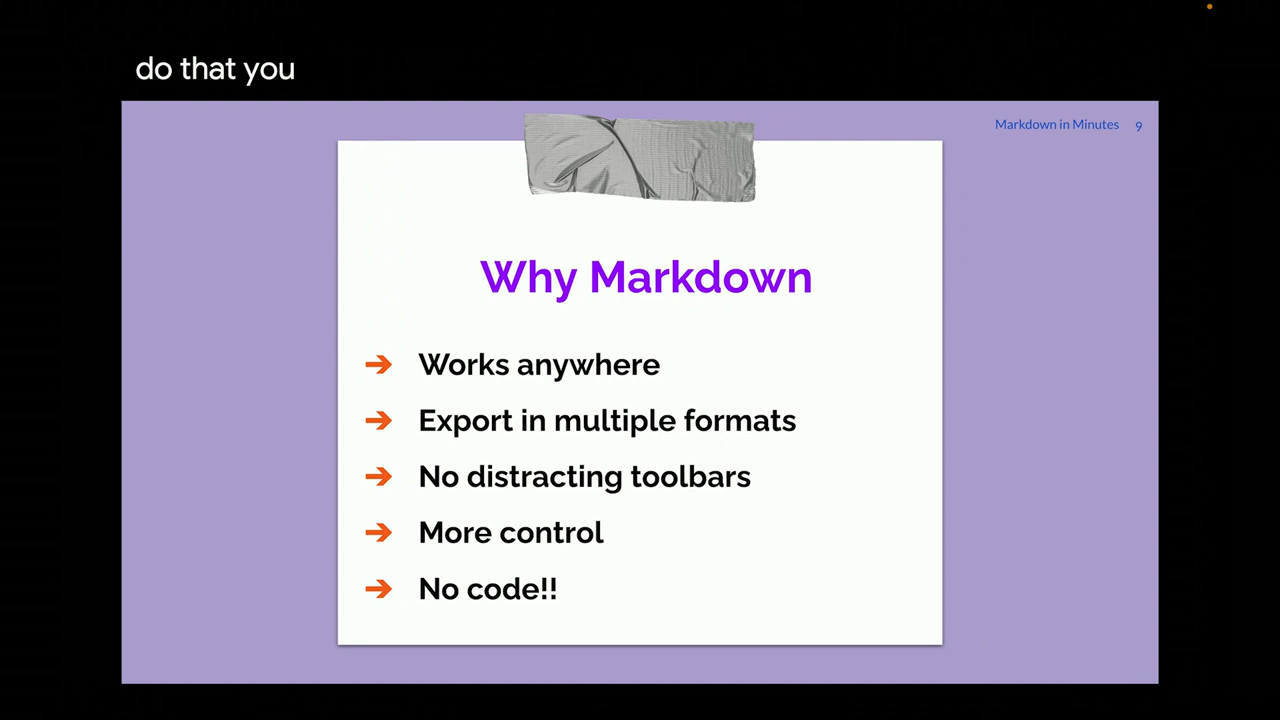 do that you
Markdown in Minutes 9
Why Markdown
➔ Works anywhere
➔ Export in multiple formats
➔ No distracting toolbars
➔ More control
➔ No code!!